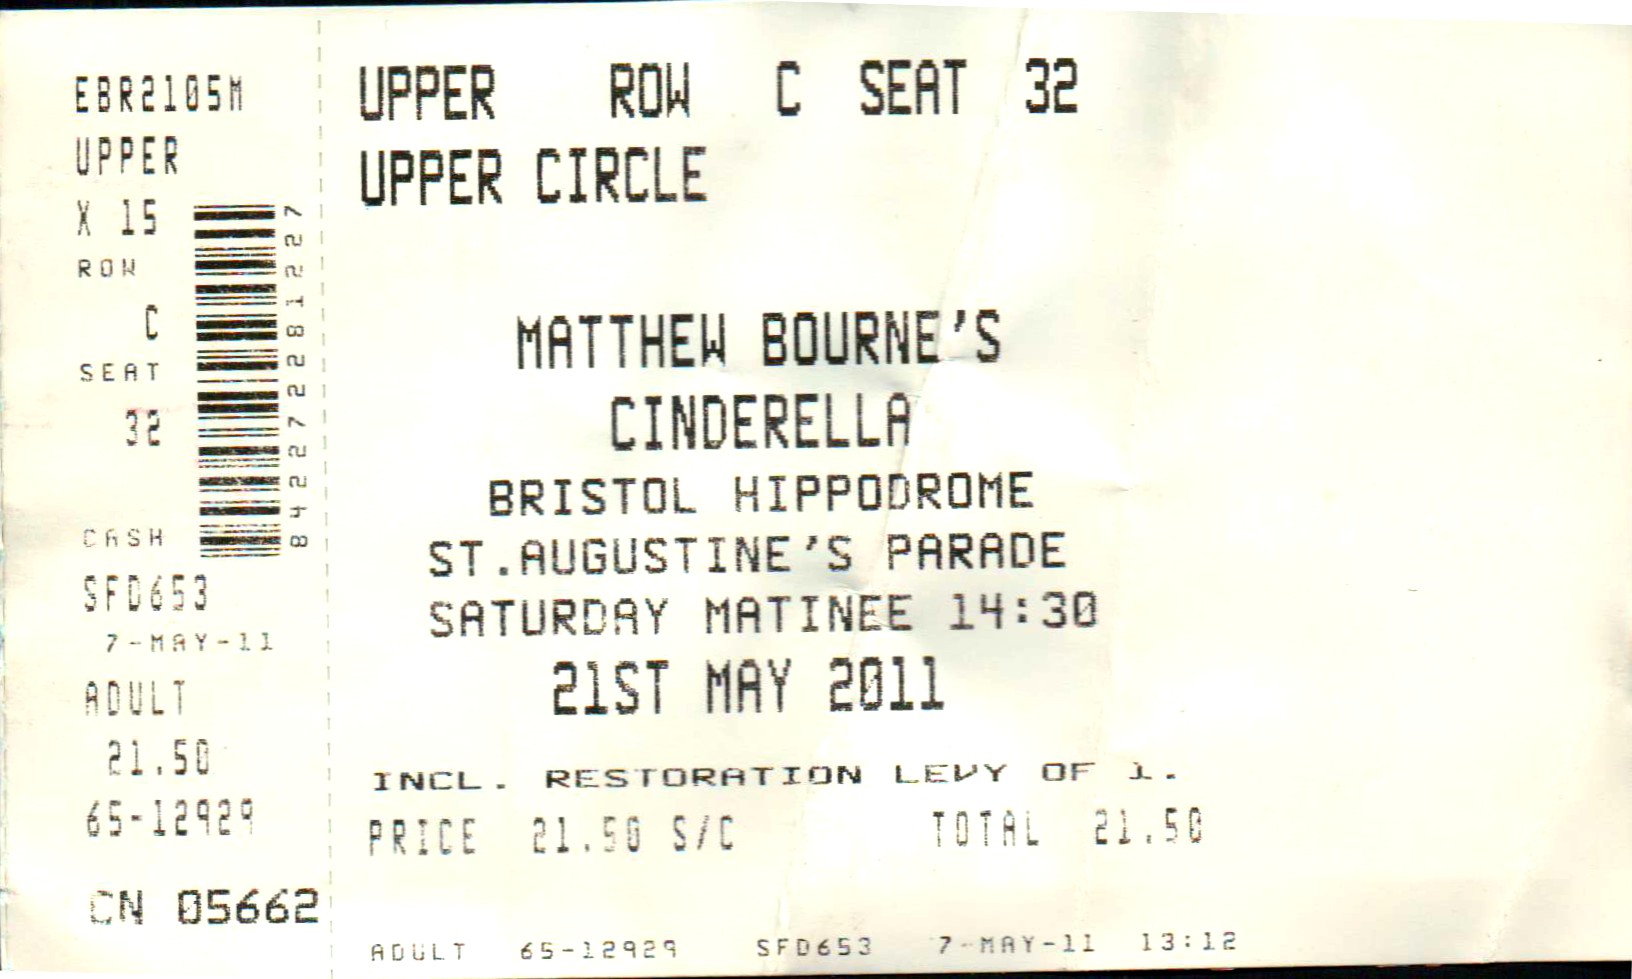 EBR2105M
UPPER
X 15
ROW
C
SEAT
32
CASH
SFD653
7-MAY-11
ADULT
21.50
65-12929
CN 05662
842272281227
UPPER ROW C SEAT 32
UPPER CIRCLE
MATTHEW BOURNE'S
CINDERELLA
BRISTOL HIPPODROME
ST.AUGUSTINE'S PARADE
SATURDAY MATINEE 14:30
21ST MAY 2011
INCL. RESTORATION LEVY OF 1.
PRICE 21.50 S/C TOTAL 21.50
ADULT 65-12929 SFD653 7-MAY-11 13:12